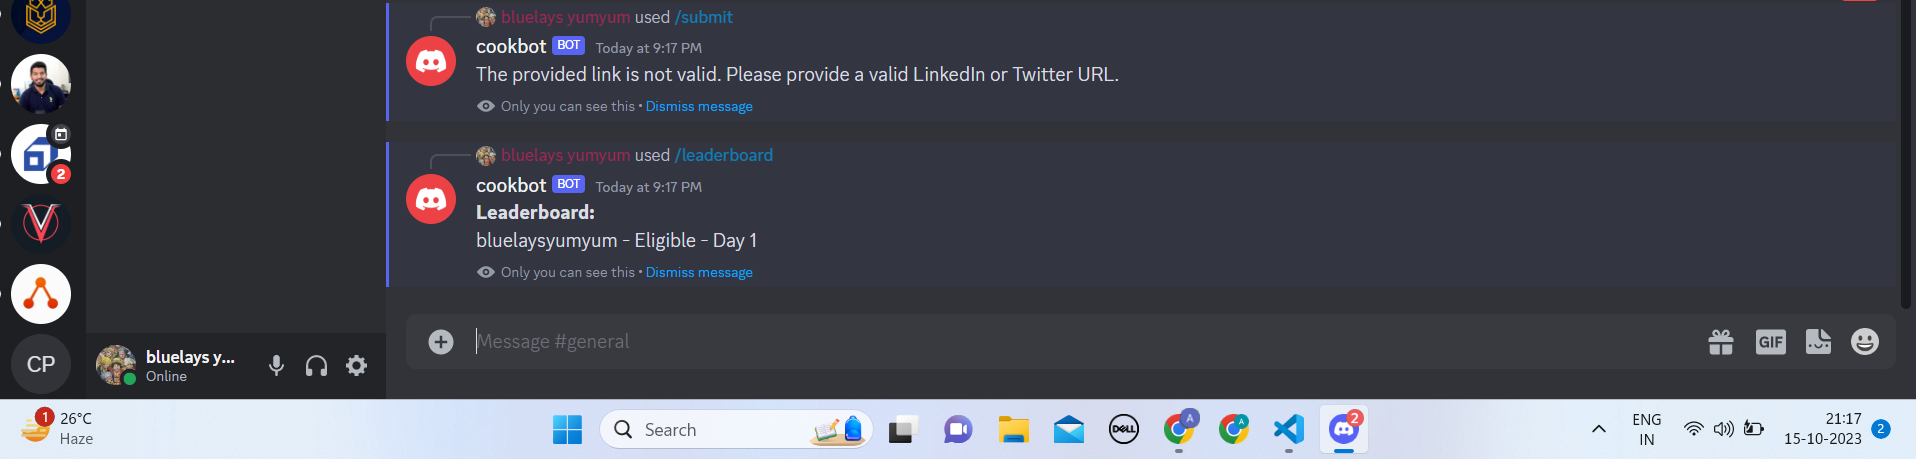 bluelays yumyum used /submit
cookbot BOT Today at 9:17 PM
The provided link is not valid. Please provide a valid LinkedIn or Twitter URL.
Only you can see this • Dismiss message
2
bluelays yumyum used /leaderboard
cookbot BOT Today at 9:17 PM
Leaderboard:
bluelaysyumyum - Eligible - Day 1
Only you can see this • Dismiss message
V
CP
bluelays y...
Online
Message #general
GIF
1
26°C
Haze
Search
DELL
A
A
2
ENG
IN
21:17
15-10-2023
2